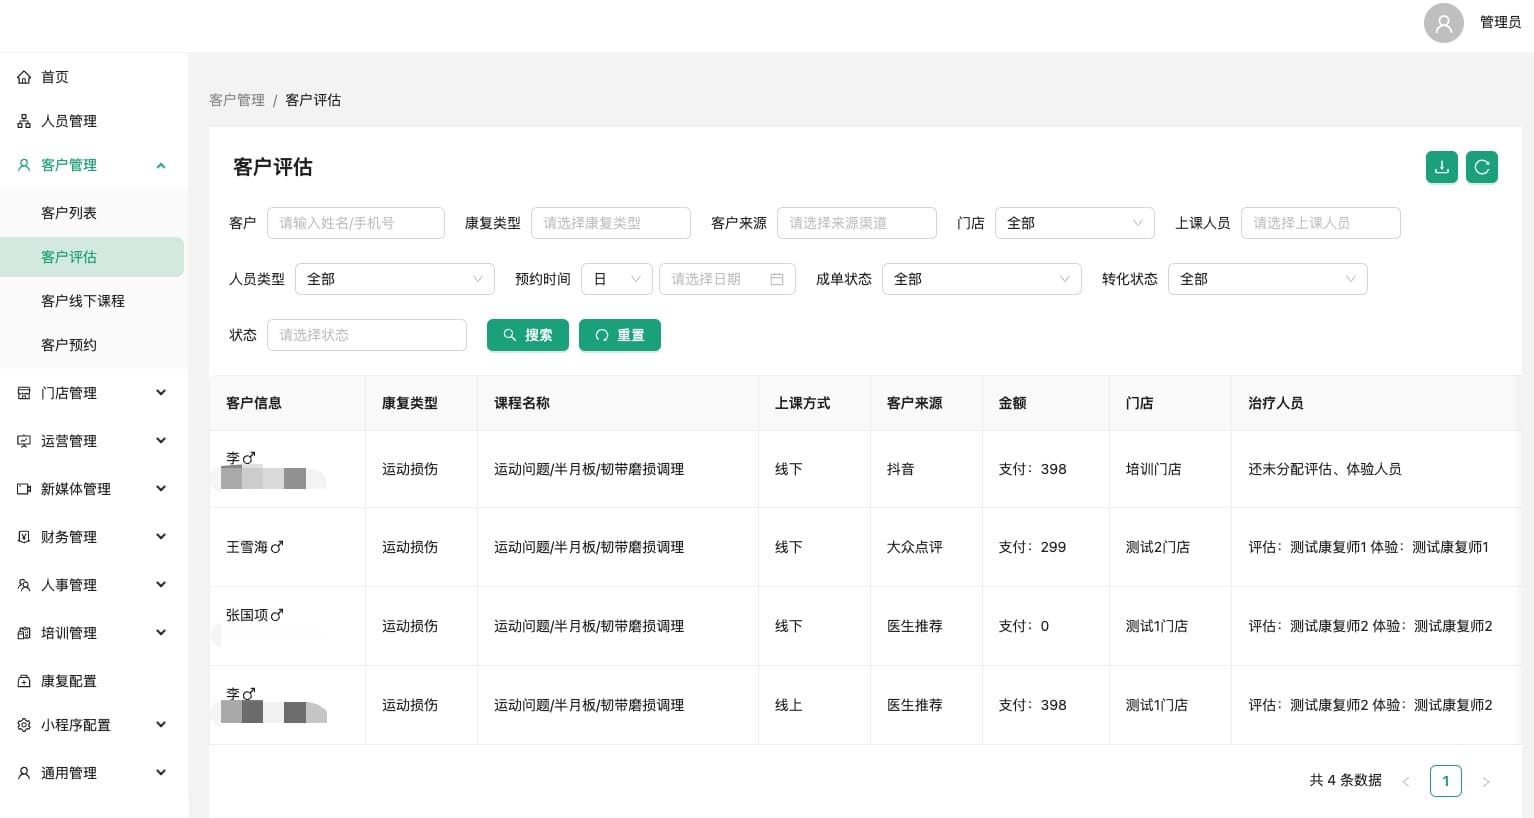 管理员
首页
人员管理
客户管理
客户列表
客户评估
客户线下课程
客户预约
门店管理
运营管理
新媒体管理
财务管理
人事管理
培训管理
康复配置
小程序配置
通用管理
客户管理 / 客户评估
客户评估
客户 请输入姓名/手机号 康复类型 请选择康复类型 客户来源 请选择来源渠道 门店 全部 上课人员 请选择上课人员
人员类型 全部 预约时间 日 请选择日期 成单状态 全部 转化状态 全部
状态 请选择状态 搜索 重置
客户信息 康复类型 课程名称 上课方式 客户来源 金额 门店 治疗人员
李♂ 运动损伤 运动问题/半月板/韧带磨损调理 线下 抖音 支付：398 培训门店 还未分配评估、体验人员
王雪海♂ 运动损伤 运动问题/半月板/韧带磨损调理 线下 大众点评 支付：299 测试2门店 评估：测试康复师1 体验：测试康复师1
张国项♂ 运动损伤 运动问题/半月板/韧带磨损调理 线下 医生推荐 支付：0 测试1门店 评估：测试康复师2 体验：测试康复师2
李♂ 运动损伤 运动问题/半月板/韧带磨损调理 线上 医生推荐 支付：398 测试1门店 评估：测试康复师2 体验：测试康复师2
共 4 条数据 < 1 >